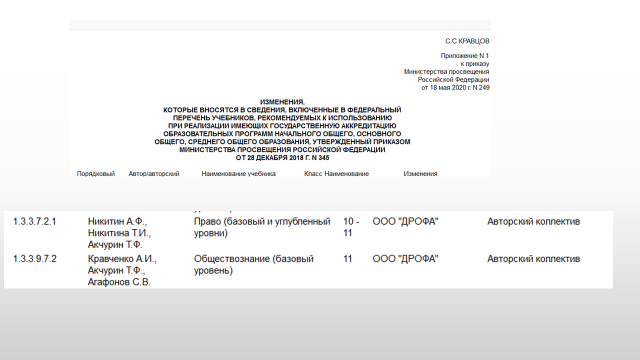 С.С.КРАВЦОВ
Приложение N 1
к приказу
Министерства просвещения
Российской Федерации
от 18 мая 2020 г. N 249
ИЗМЕНЕНИЯ,
КОТОРЫЕ ВНОСЯТСЯ В СВЕДЕНИЯ, ВКЛЮЧЕННЫЕ В ФЕДЕРАЛЬНЫЙ
ПЕРЕЧЕНЬ УЧЕБНИКОВ, РЕКОМЕНДУЕМЫХ К ИСПОЛЬЗОВАНИЮ
ПРИ РЕАЛИЗАЦИИ ИМЕЮЩИХ ГОСУДАРСТВЕННУЮ АККРЕДИТАЦИЮ
ОБРАЗОВАТЕЛЬНЫХ ПРОГРАММ НАЧАЛЬНОГО ОБЩЕГО, ОСНОВНОГО
ОБЩЕГО, СРЕДНЕГО ОБЩЕГО ОБРАЗОВАНИЯ, УТВЕРЖДЕННЫЙ ПРИКАЗОМ
МИНИСТЕРСТВА ПРОСВЕЩЕНИЯ РОССИЙСКОЙ ФЕДЕРАЦИИ
ОТ 28 ДЕКАБРЯ 2018 Г. N 345
Порядковый Автор/авторский Наименование учебника Класс Наименование Изменения
1.3.3.7.2.1 Никитин А.Ф., Право (базовый и углубленный 10 - ООО "ДРОФА" Авторский коллектив
Никитина Т.И., уровни) 11
Акчурин Т.Ф.
1.3.3.9.7.2 Кравченко А.И., Обществознание (базовый 11 ООО "ДРОФА" Авторский коллектив
Акчурин Т.Ф., уровень)
Агафонов С.В.